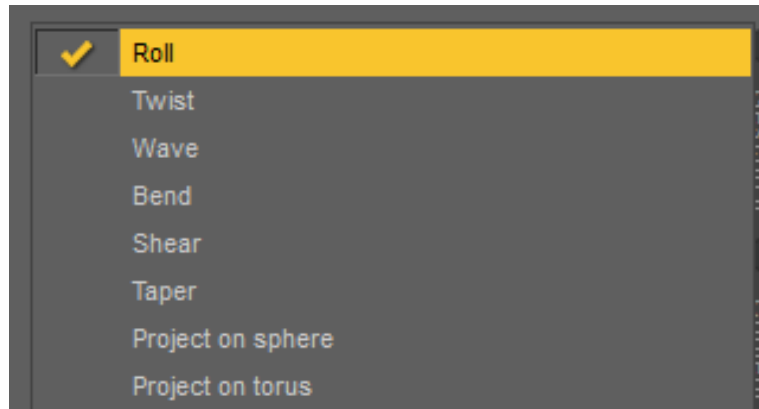 Roll
Twist
Wave
Bend
Shear
Taper
Project on sphere
Project on torus